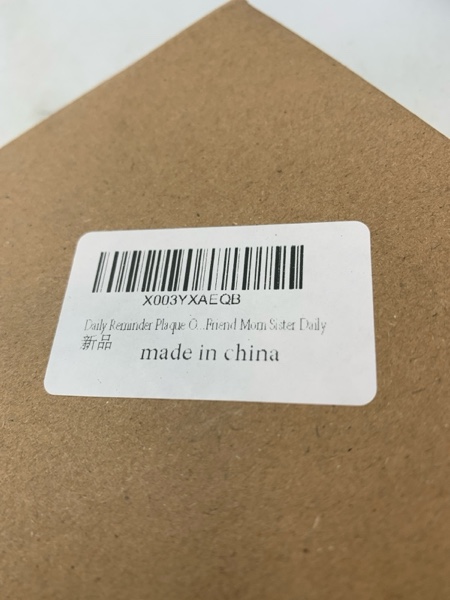 X003YXAEQB
Daily Reminder Plaque O...Friend Mom Sister Daily
新品
made in china